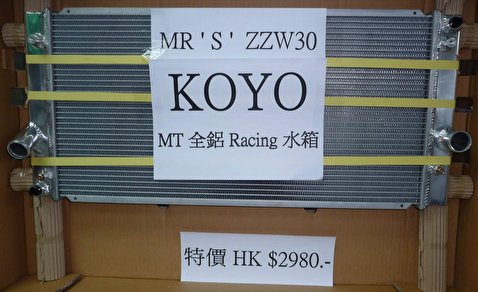 MR ' S ' ZZW30
KOYO
MT 全鋁 Racing 水箱
特價 HK $2980.-